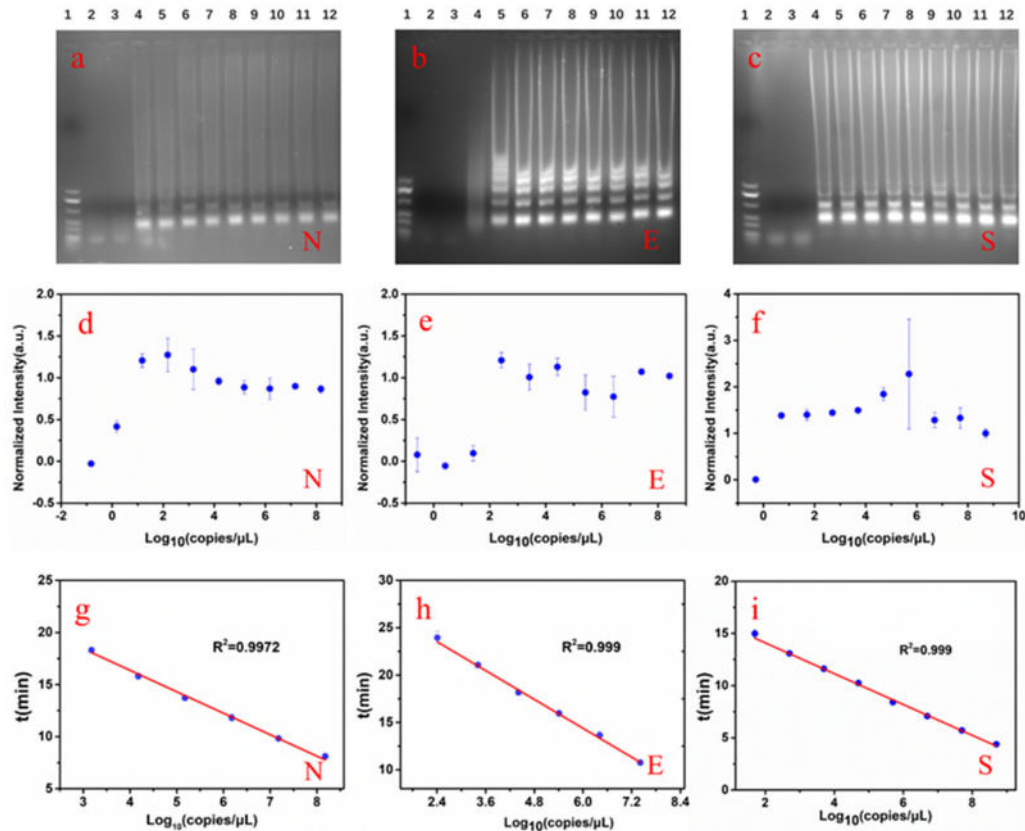 1 2 3 4 5 6 7 8 9 10 11 12
1 2 3 4 5 6 7 8 9 10 11 12
1 2 3 4 5 6 7 8 9 10 11 12
a
N
b
E
c
S
d
2.0
1.5
1.0
0.5
0.0
-0.5
Normalized Intensity(a.u.)
N
-2 0 2 4 6 8 10
Log10(copies/μL)
e
2.0
1.5
1.0
0.5
0.0
-0.5
Normalized Intensity(a.u.)
E
0 2 4 6 8
Log10(copies/μL)
f
4
3
2
1
0
Normalized Intensity(a.u.)
S
0 2 4 6 8 10
Log10(copies/μL)
g
25
20
15
10
5
t(min)
R²=0.9972
N
3 4 5 6 7 8
Log10(copies/μL)
h
30
25
20
15
10
t(min)
R²=0.999
E
2.4 3.6 4.8 6.0 7.2 8.4
Log10(copies/μL)
i
20
15
10
5
0
t(min)
R²=0.999
S
2 4 6 8
Log10(copies/μL)